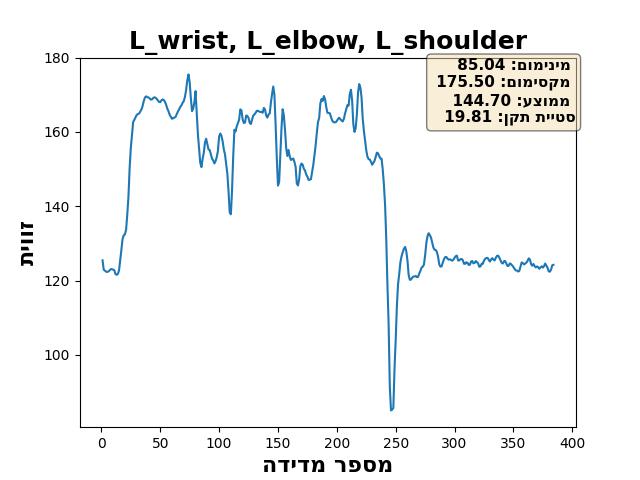 L_wrist, L_elbow, L_shoulder
מינימום: 85.04
מקסימום: 175.50
ממוצע: 144.70
סטיית תקן: 19.81
180
160
140
120
100
זווית
0 50 100 150 200 250 300 350 400
מספר מדידה